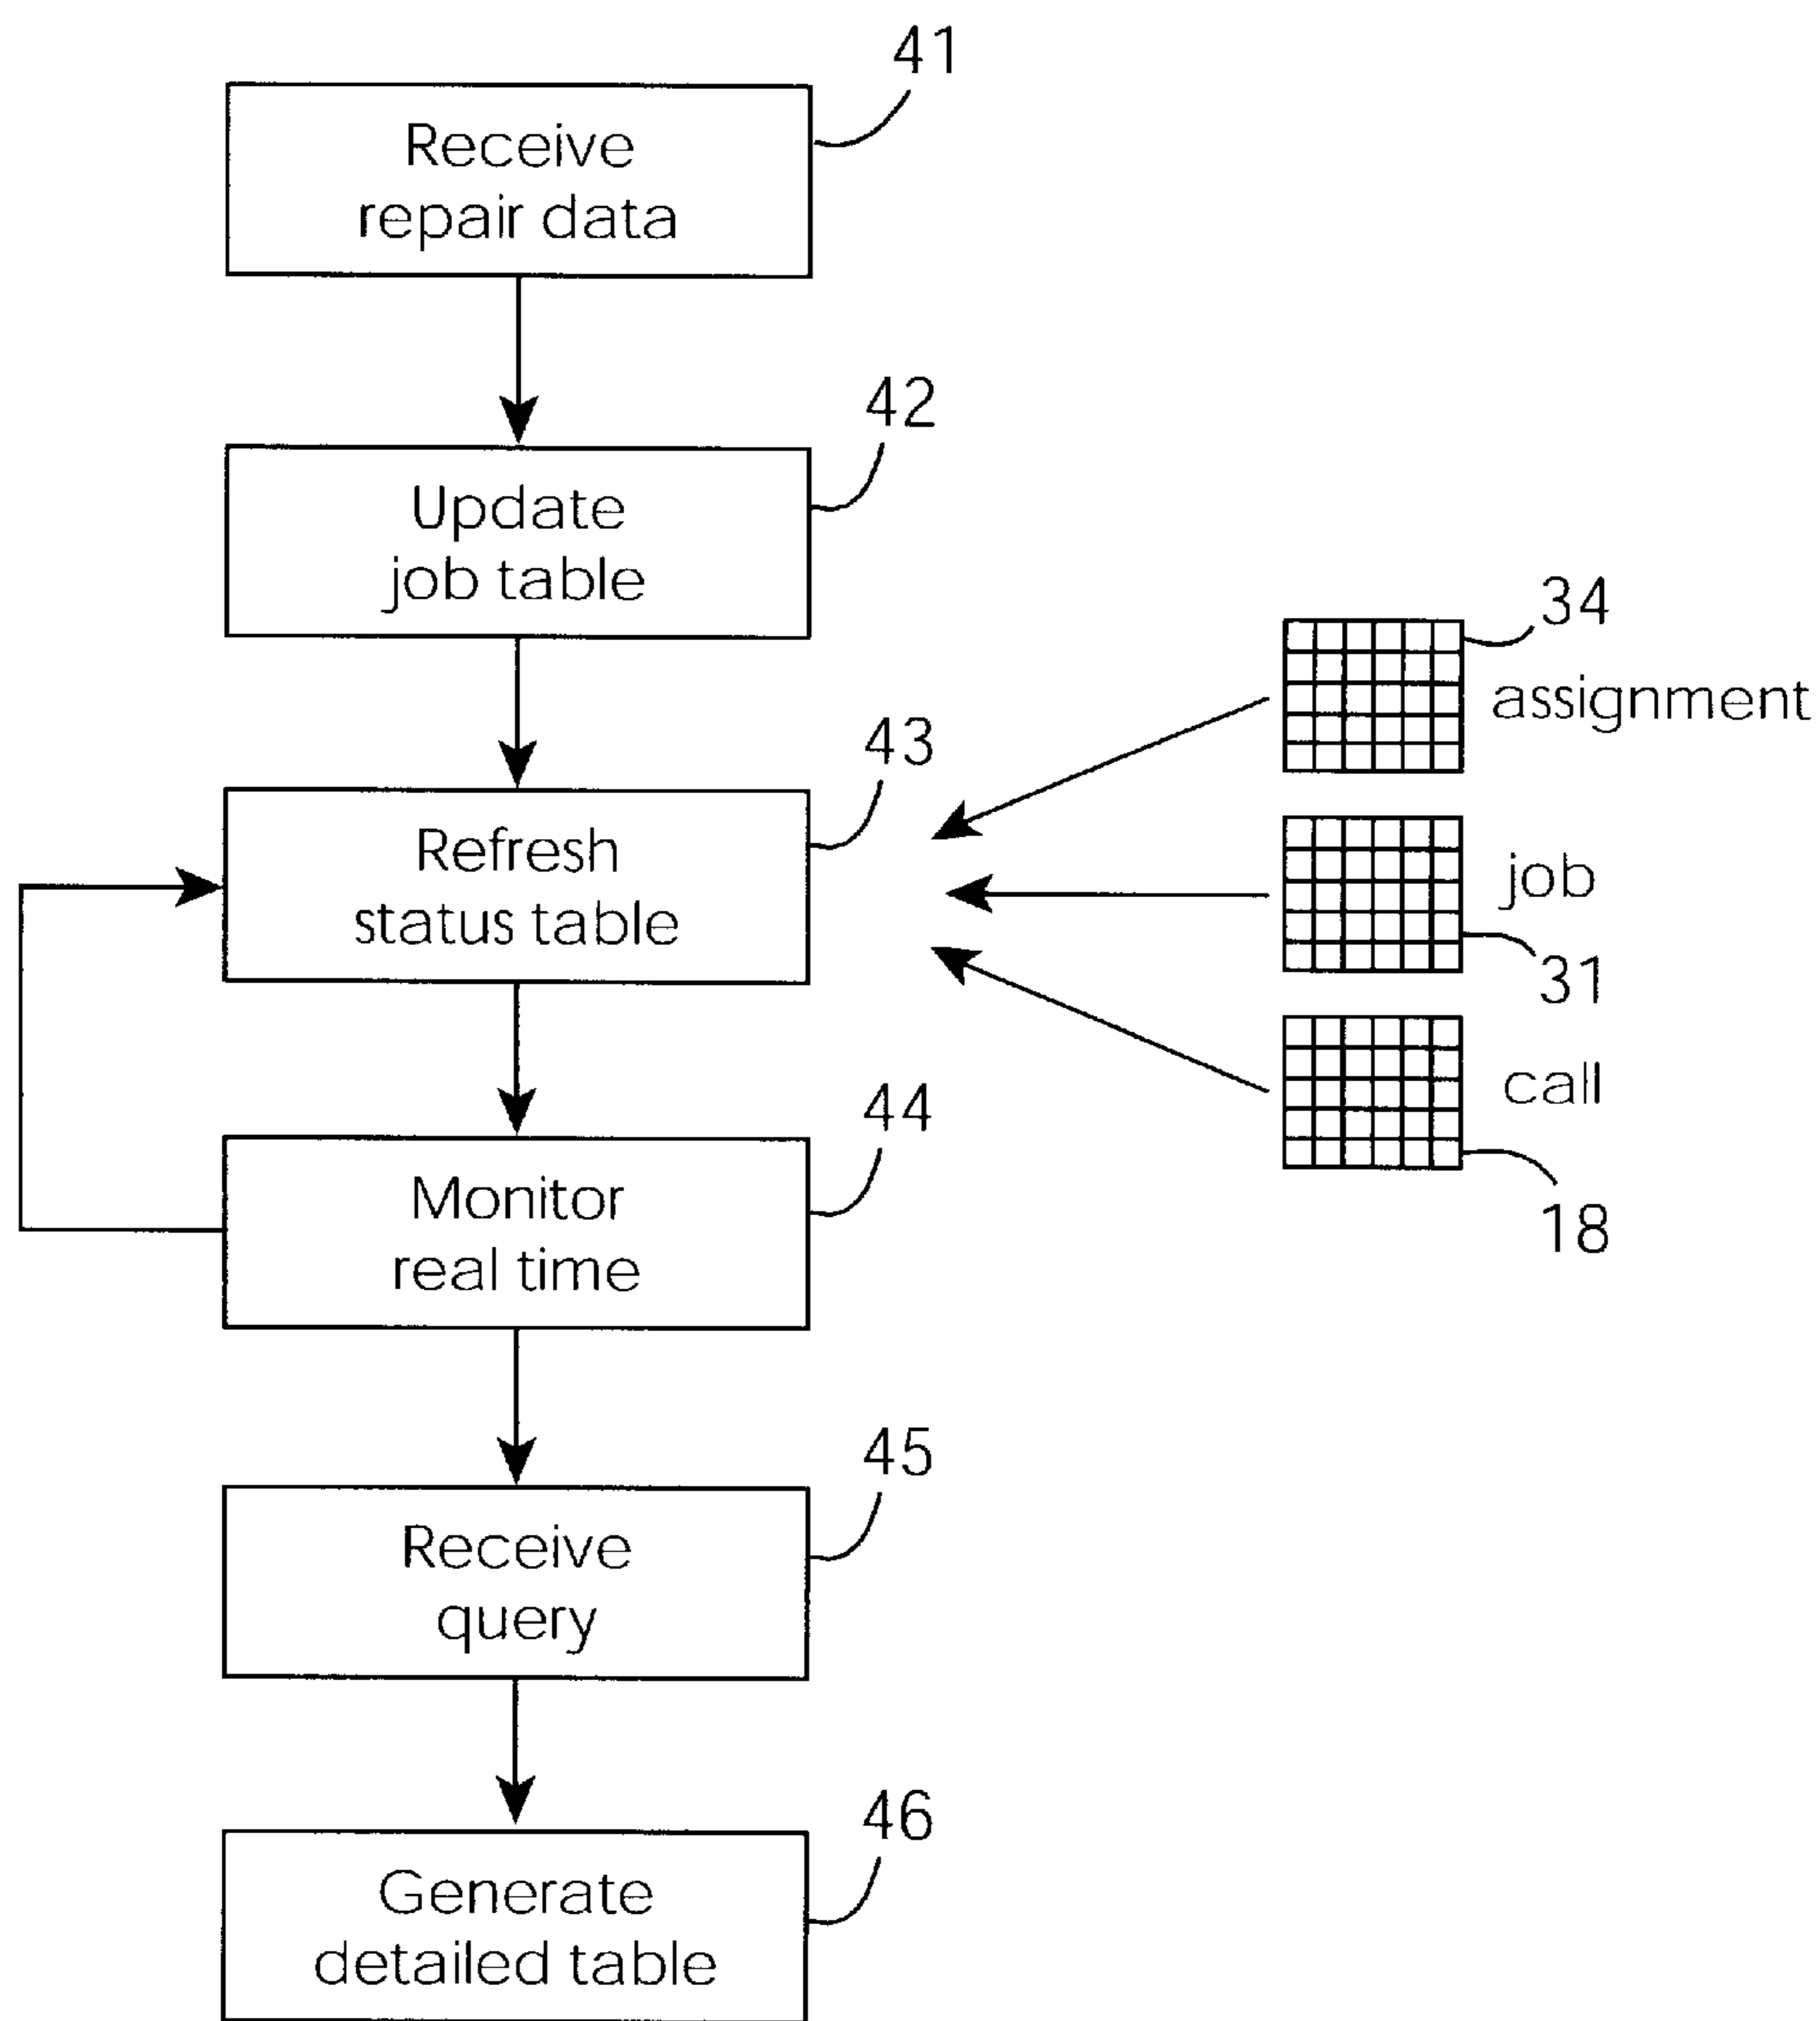 41
Receive
repair data
42
Update
job table
34
assignment
43
Refresh
status table
job
31
call
18
44
Monitor
real time
45
Receive
query
46
Generate
detailed table